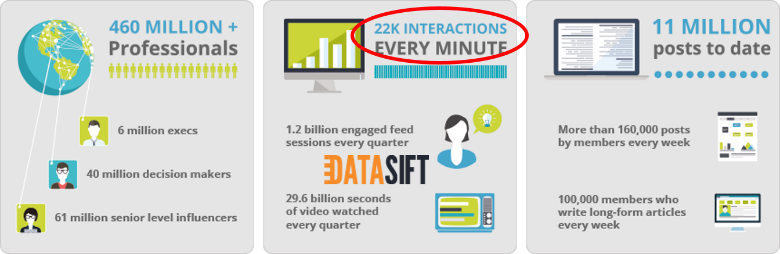 460 MILLION +
Professionals
6 million execs
40 million decision makers
61 million senior level influencers
22K INTERACTIONS
EVERY MINUTE
1.2 billion engaged feed
sessions every quarter
DATASIFT
29.6 billion seconds
of video watched
every quarter
11 MILLION
posts to date
More than 160,000 posts
by members every week
100,000 members who
write long-form articles
every week